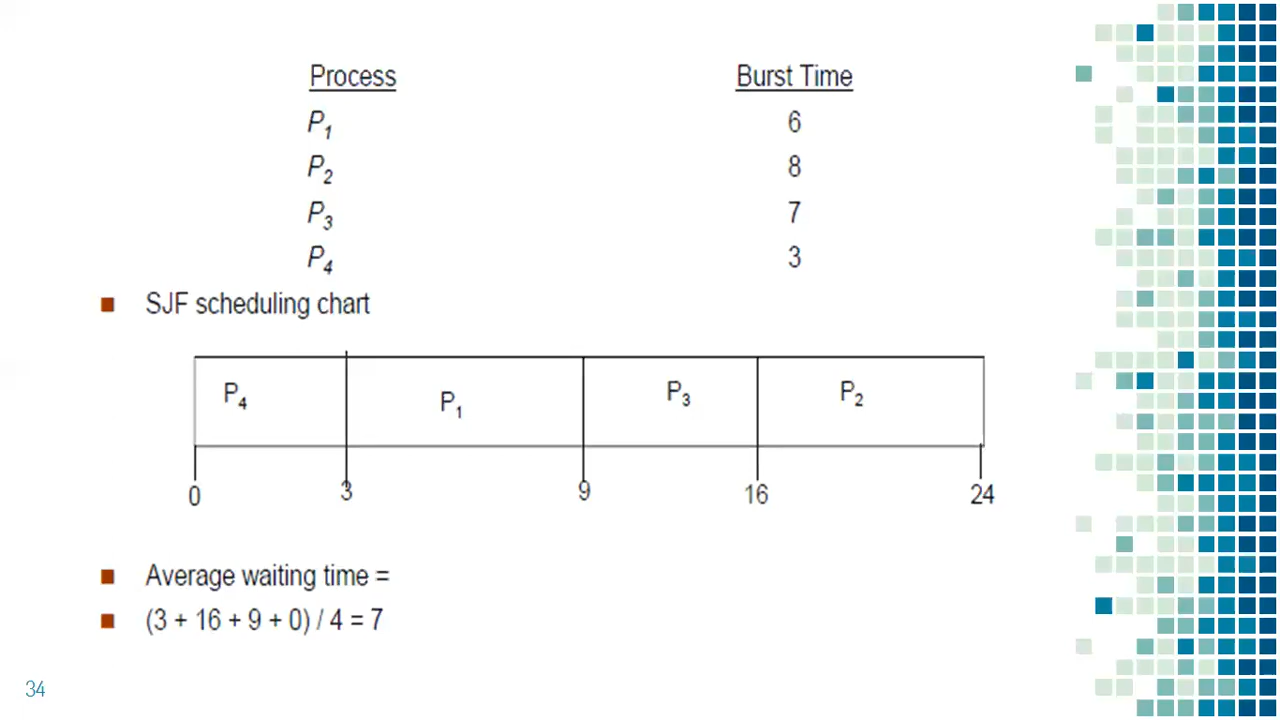 Process Burst Time
P1 6
P2 8
P3 7
P4 3
■ SJF scheduling chart
P4 P1 P3 P2
0 3 9 16 24
■ Average waiting time =
■ (3 + 16 + 9 + 0) / 4 = 7
34